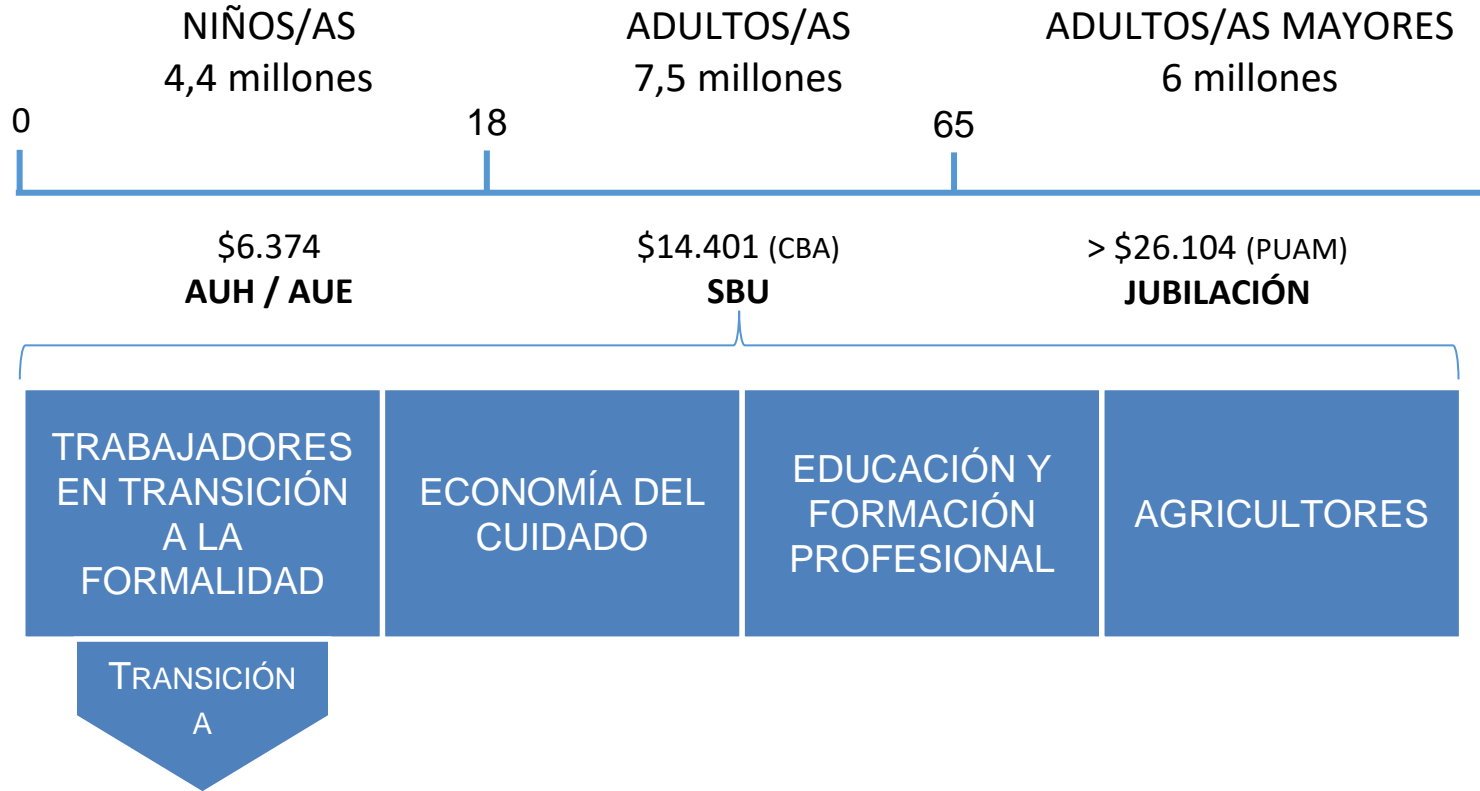 NIÑOS/AS
4,4 millones
ADULTOS/AS
7,5 millones
ADULTOS/AS MAYORES
6 millones
0
18
65
$6.374
AUH / AUE
$14.401 (CBA)
SBU
> $26.104 (PUAM)
JUBILACIÓN
TRABAJADORES
EN TRANSICIÓN
A LA
FORMALIDAD
ECONOMÍA DEL
CUIDADO
EDUCACIÓN Y
FORMACIÓN
PROFESIONAL
AGRICULTORES
TRANSICIÓN
A